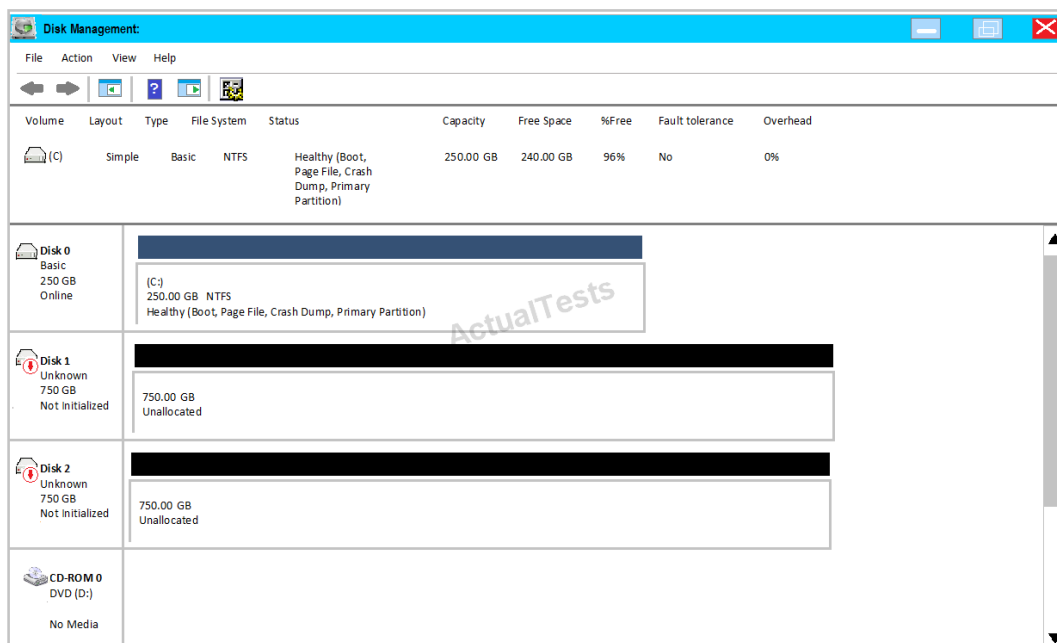 Disk Management:
File Action View Help
?
Volume Layout Type File System Status Capacity Free Space %Free Fault tolerance Overhead
(C) Simple Basic NTFS Healthy (Boot, 250.00 GB 240.00 GB 96% No 0%
Page File, Crash
Dump, Primary
Partition)
Disk 0
Basic
250 GB
Online
(C:)
250.00 GB NTFS
Healthy (Boot, Page File, Crash Dump, Primary Partition)
ActualTests
Disk 1
Unknown
750 GB
Not Initialized
750.00 GB
Unallocated
Disk 2
Unknown
750 GB
Not Initialized
750.00 GB
Unallocated
CD-ROM 0
DVD (D:)
No Media